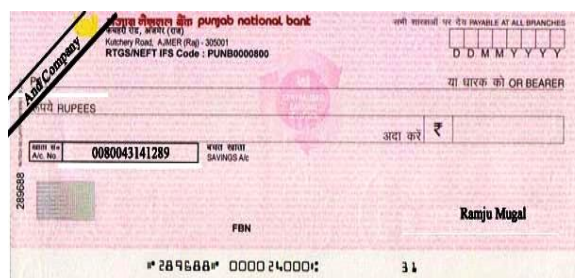 पंजाब नैशनल बैंक punjab national bank
कचहरी रोड, अजमेर (राज)
Kutchery Road, AJMER (Raj) - 305001
RTGS/NEFT IFS Code : PUNB0000800
सभी शाखाओं पर देय PAYABLE AT ALL BRANCHES
D D M M Y Y Y Y
And Company
या धारक को OR BEARER
रुपये RUPEES
अदा करें ₹
खाता सं०
A/c. No.
0080043141289
बचत खाता
SAVINGS A/c
289688
Ramju Mugal
FBN
⑈289688⑈ 000024000⑆ 31